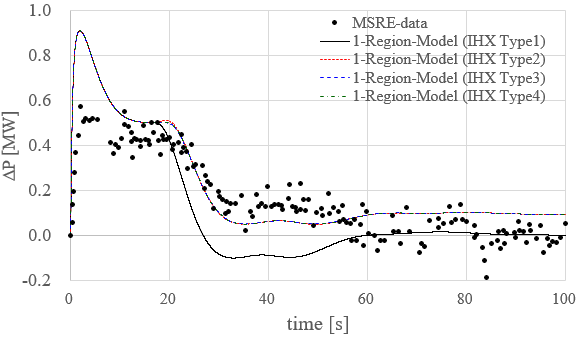 1.0
MSRE-data
1-Region-Model (IHX Type1)
0.8
1-Region-Model (IHX Type2)
1-Region-Model (IHX Type3)
0.6
1-Region-Model (IHX Type4)
ΔP [MW]
0.4
0.2
0.0
-0.2
0 20 40 60 80 100
time [s]